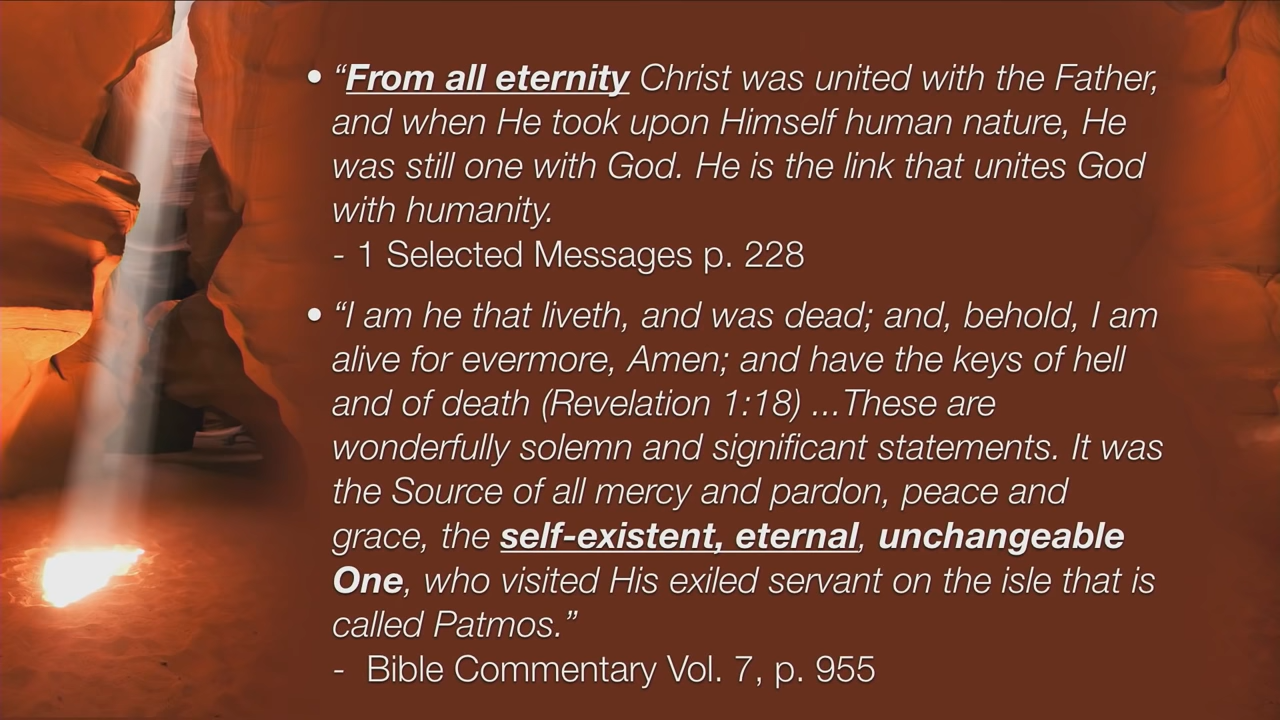 • “From all eternity Christ was united with the Father,
and when He took upon Himself human nature, He
was still one with God. He is the link that unites God
with humanity.
- 1 Selected Messages p. 228
• “I am he that liveth, and was dead; and, behold, I am
alive for evermore, Amen; and have the keys of hell
and of death (Revelation 1:18) ...These are
wonderfully solemn and significant statements. It was
the Source of all mercy and pardon, peace and
grace, the self-existent, eternal, unchangeable
One, who visited His exiled servant on the isle that is
called Patmos.”
- Bible Commentary Vol. 7, p. 955